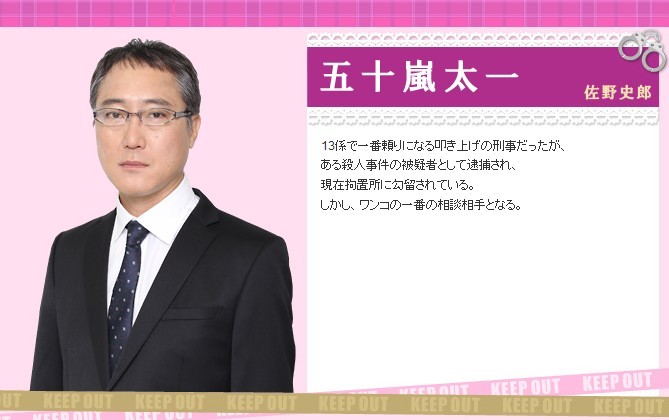 五十嵐太一
佐野史郎
13係で一番頼りになる叩き上げの刑事だったが、
ある殺人事件の被疑者として逮捕され、
現在拘置所に勾留されている。
しかし、ワンコの一番の相談相手となる。
KEEP OUT KEEP OUT KEEP OUT KEEP OUT KEEP OUT KEEP OUT
KEEP OUT KEEP OUT